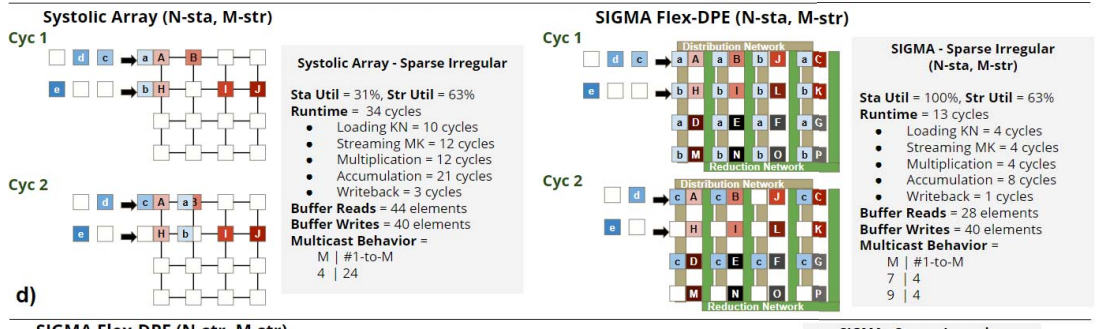 Systolic Array (N-sta, M-str)
Cyc 1
d c a A B
e b H I J
Cyc 2
d c A a B
e H b I J
d)
Systolic Array - Sparse Irregular
Sta Util = 31%, Str Util = 63%
Runtime = 34 cycles
● Loading KN = 10 cycles
● Streaming MK = 12 cycles
● Multiplication = 12 cycles
● Accumulation = 21 cycles
● Writeback = 3 cycles
Buffer Reads = 44 elements
Buffer Writes = 40 elements
Multicast Behavior =
M | #1-to-M
4 | 24
SIGMA Flex-DPE (N-sta, M-str)
Cyc 1
Distribution Network
d c a A a B b J a C
e b H b I b L b K
a D a E a F a G
b M b N b O b P
Reduction Network
Cyc 2
Distribution Network
d c A c B J c C
e H I L K
c D c E c F c G
M N O P
Reduction Network
SIGMA - Sparse Irregular
(N-sta, M-str)
Sta Util = 100%, Str Util = 63%
Runtime = 13 cycles
● Loading KN = 4 cycles
● Streaming MK = 4 cycles
● Multiplication = 4 cycles
● Accumulation = 8 cycles
● Writeback = 1 cycles
Buffer Reads = 28 elements
Buffer Writes = 40 elements
Multicast Behavior =
M | #1-to-M
7 | 4
9 | 4
SIGMA Flex-DPE (N-str, M-str)